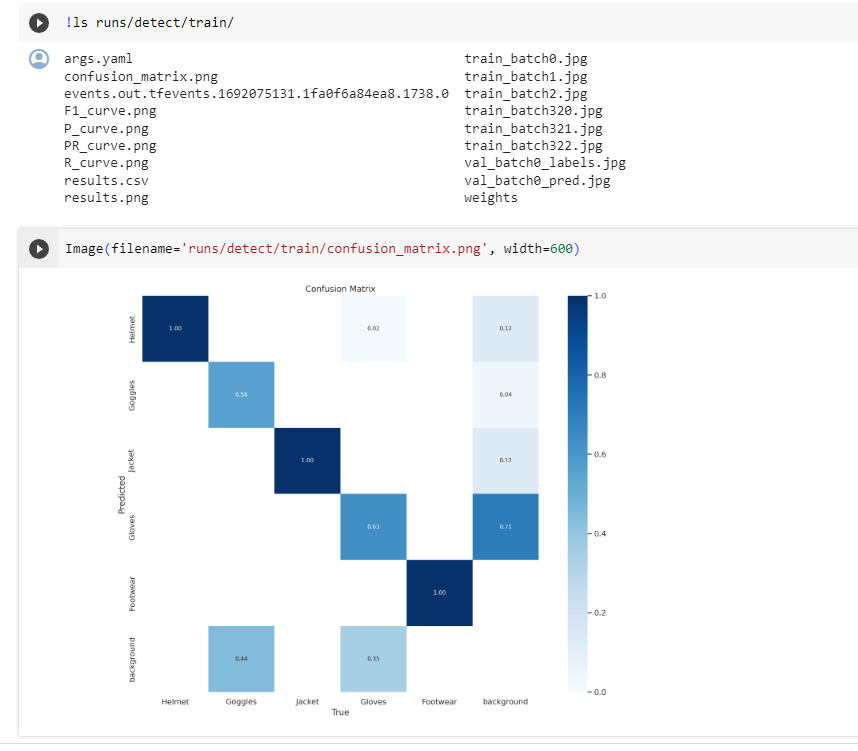 !ls runs/detect/train/
args.yaml train_batch0.jpg
confusion_matrix.png train_batch1.jpg
events.out.tfevents.1692075131.1fa0f6a84ea8.1738.0 train_batch2.jpg
F1_curve.png train_batch320.jpg
P_curve.png train_batch321.jpg
PR_curve.png train_batch322.jpg
R_curve.png val_batch0_labels.jpg
results.csv val_batch0_pred.jpg
results.png weights
Image(filename='runs/detect/train/confusion_matrix.png', width=600)
Confusion Matrix
Predicted
Helmet 1.00 0.02 0.12
Goggles 0.56 0.04
Jacket 1.00 0.12
Gloves 0.63 0.71
Footwear 1.00
background 0.44 0.35
Helmet Goggles Jacket Gloves Footwear background
True
1.0
0.8
0.6
0.4
0.2
0.0